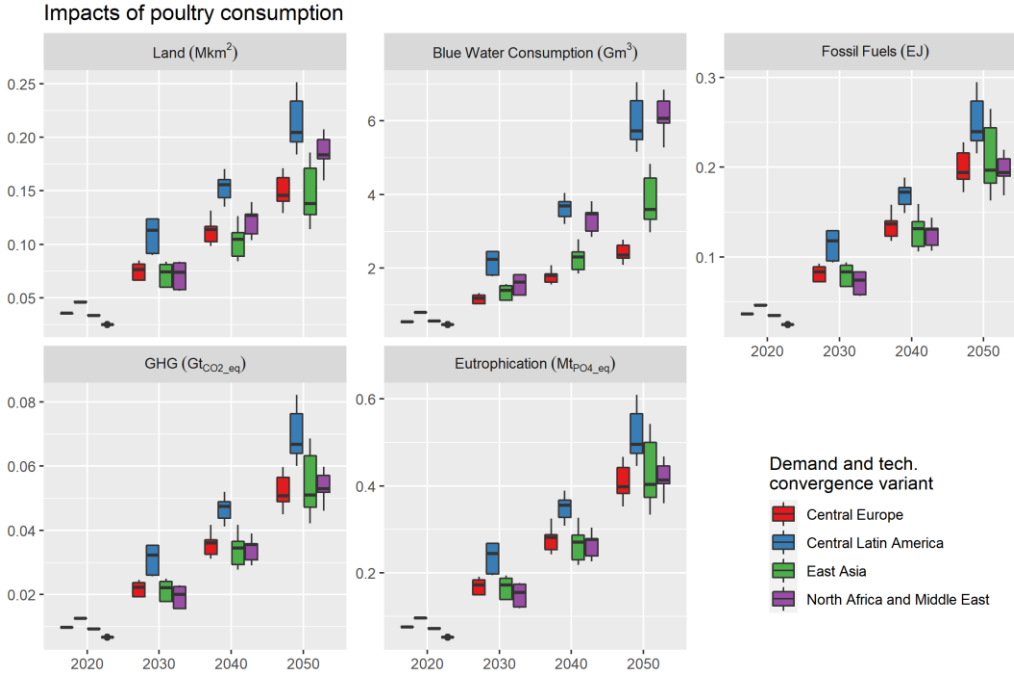 Impacts of poultry consumption
Land (Mkm²)
Blue Water Consumption (Gm³)
Fossil Fuels (EJ)
0.25
0.20
0.15
0.10
0.05
6
4
2
0.3
0.2
0.1
2020 2030 2040 2050
GHG (Gt_CO2_eq)
Eutrophication (Mt_PO4_eq)
0.08
0.06
0.04
0.02
0.6
0.4
0.2
2020 2030 2040 2050
2020 2030 2040 2050
Demand and tech.
convergence variant
Central Europe
Central Latin America
East Asia
North Africa and Middle East